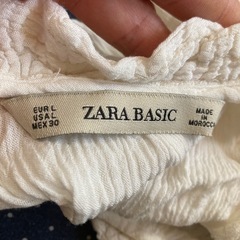 EUR L
USA L
MEX 30
ZARA BASIC
MADE
IN
MOROCCO